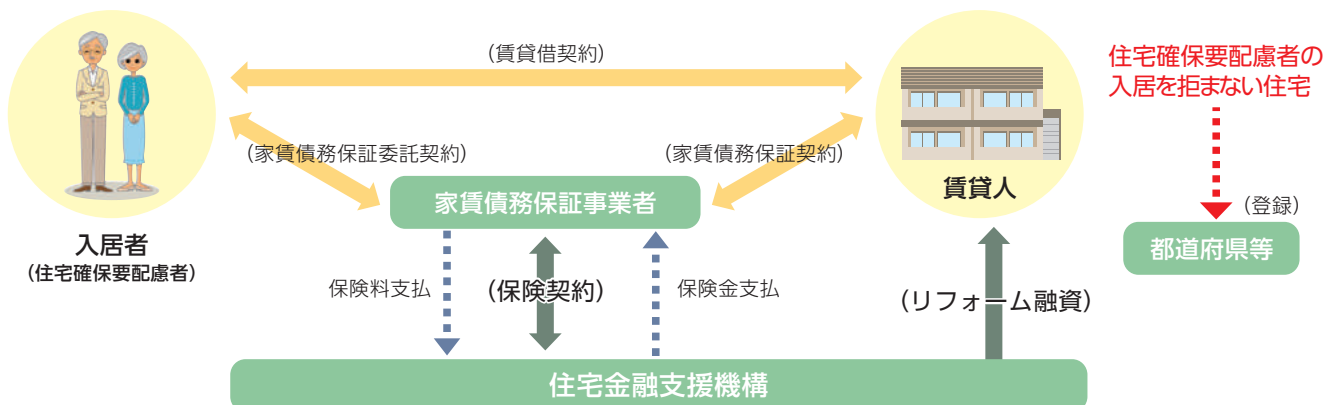 (賃貸借契約)
住宅確保要配慮者の
入居を拒まない住宅
(家賃債務保証委託契約)
(家賃債務保証契約)
賃貸人
家賃債務保証事業者
(登録)
入居者
(住宅確保要配慮者)
都道府県等
保険料支払
(保険契約)
保険金支払
(リフォーム融資)
住宅金融支援機構